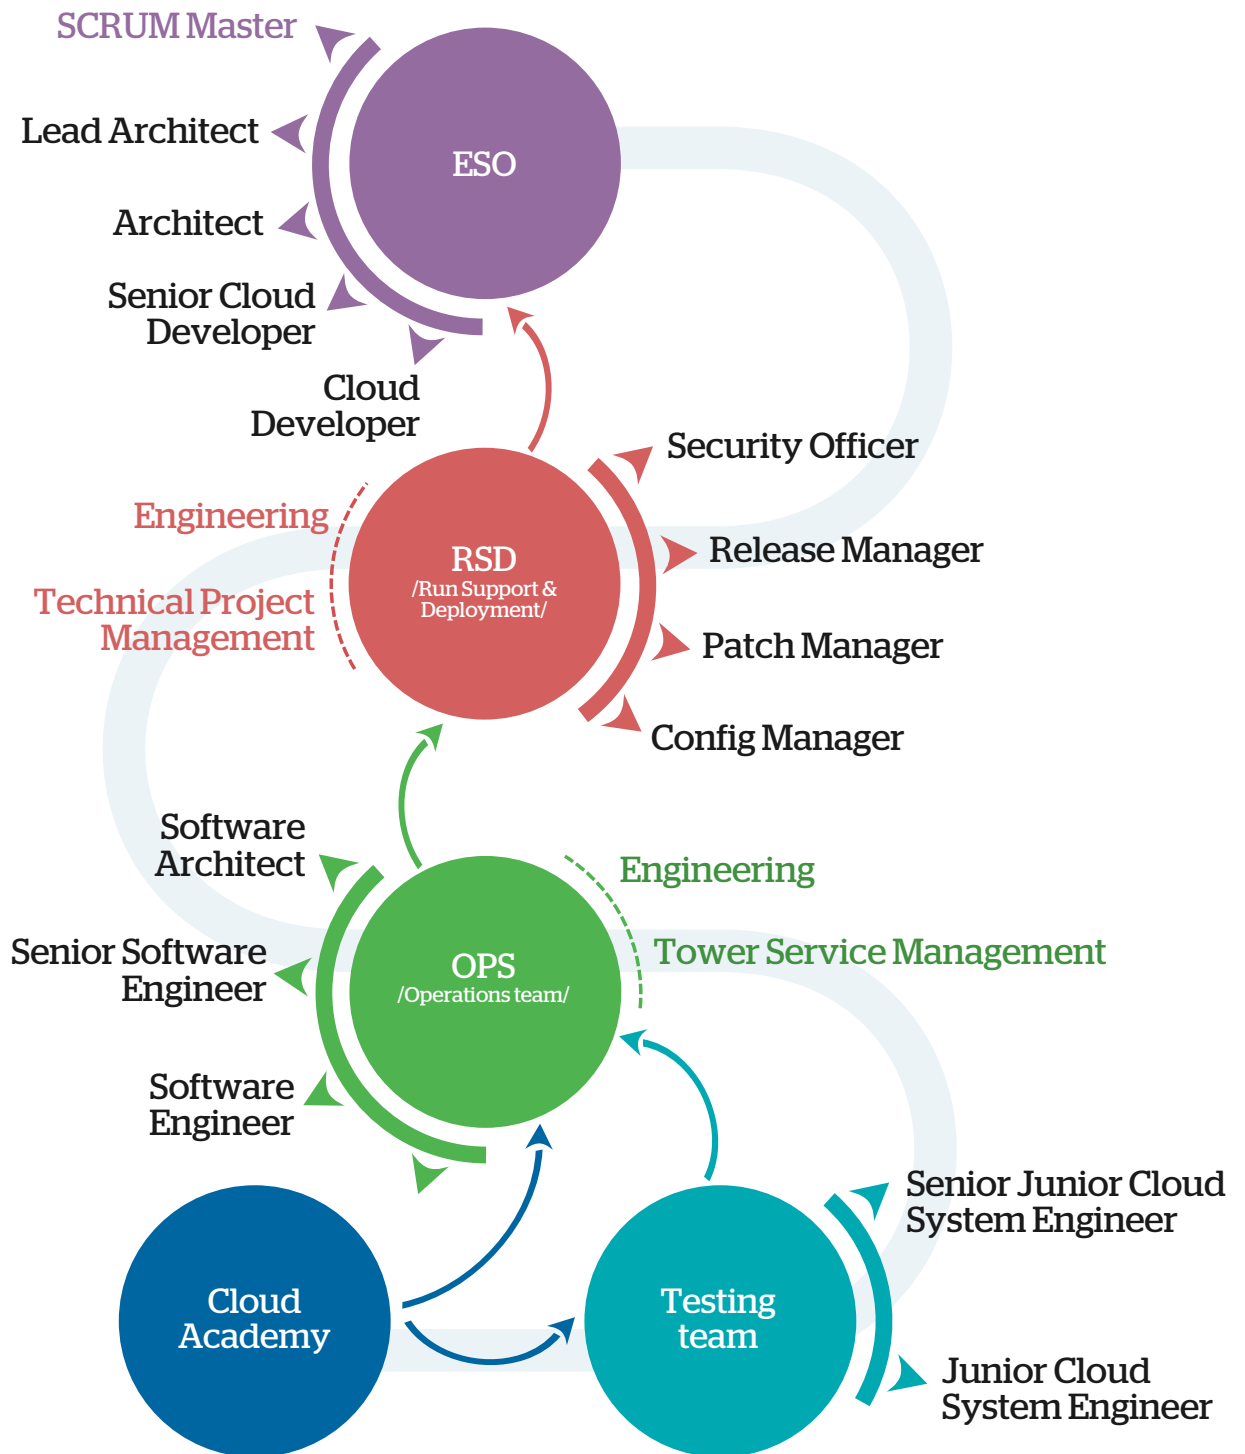 SCRUM Master
Lead Architect
ESO
Architect
Senior Cloud
Developer
Cloud
Developer
Security Officer
Engineering
Release Manager
RSD
/Run Support &
Deployment/
Technical Project
Management
Patch Manager
Config Manager
Software
Architect
Engineering
Senior Software
Engineer
Tower Service Management
OPS
/Operations team/
Software
Engineer
Senior Junior Cloud
System Engineer
Cloud
Academy
Testing
team
Junior Cloud
System Engineer